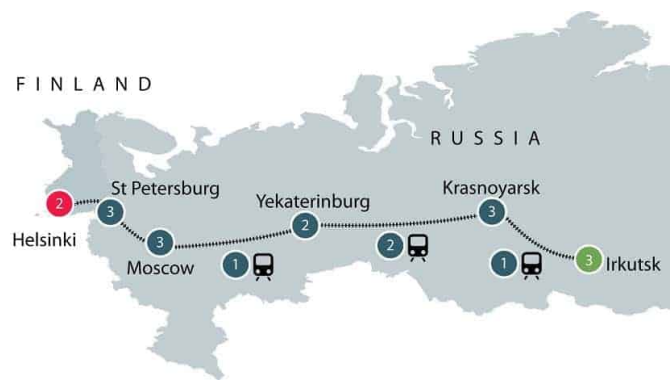 FINLAND
RUSSIA
St Petersburg
Krasnoyarsk
Yekaterinburg
2
3
3
2
3
Helsinki
Moscow
1
2
1
3
Irkutsk